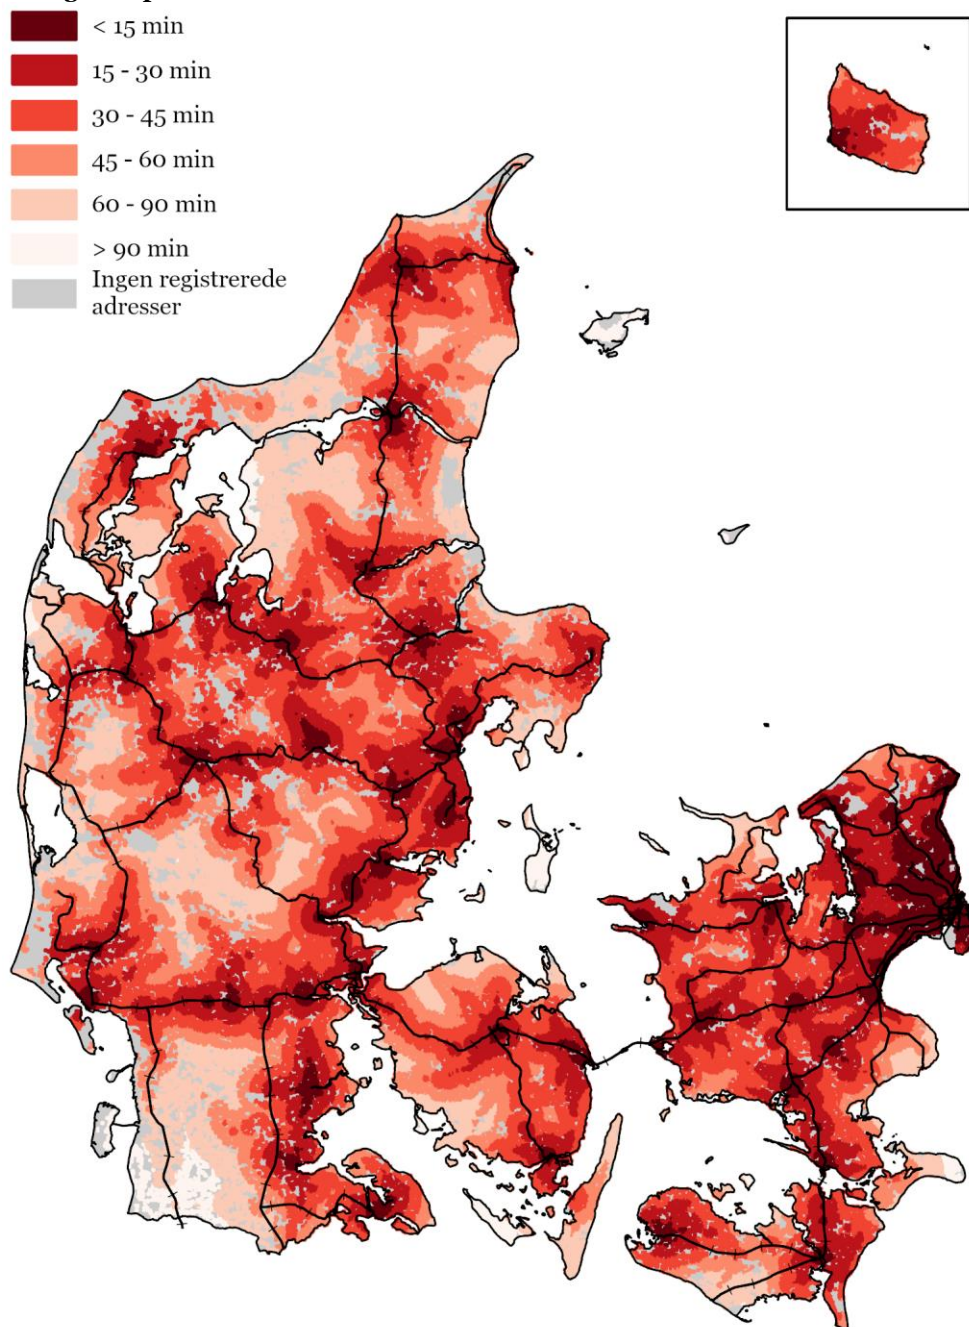 < 15 min
15 - 30 min
30 - 45 min
45 - 60 min
60 - 90 min
> 90 min
Ingen registrerede
adresser